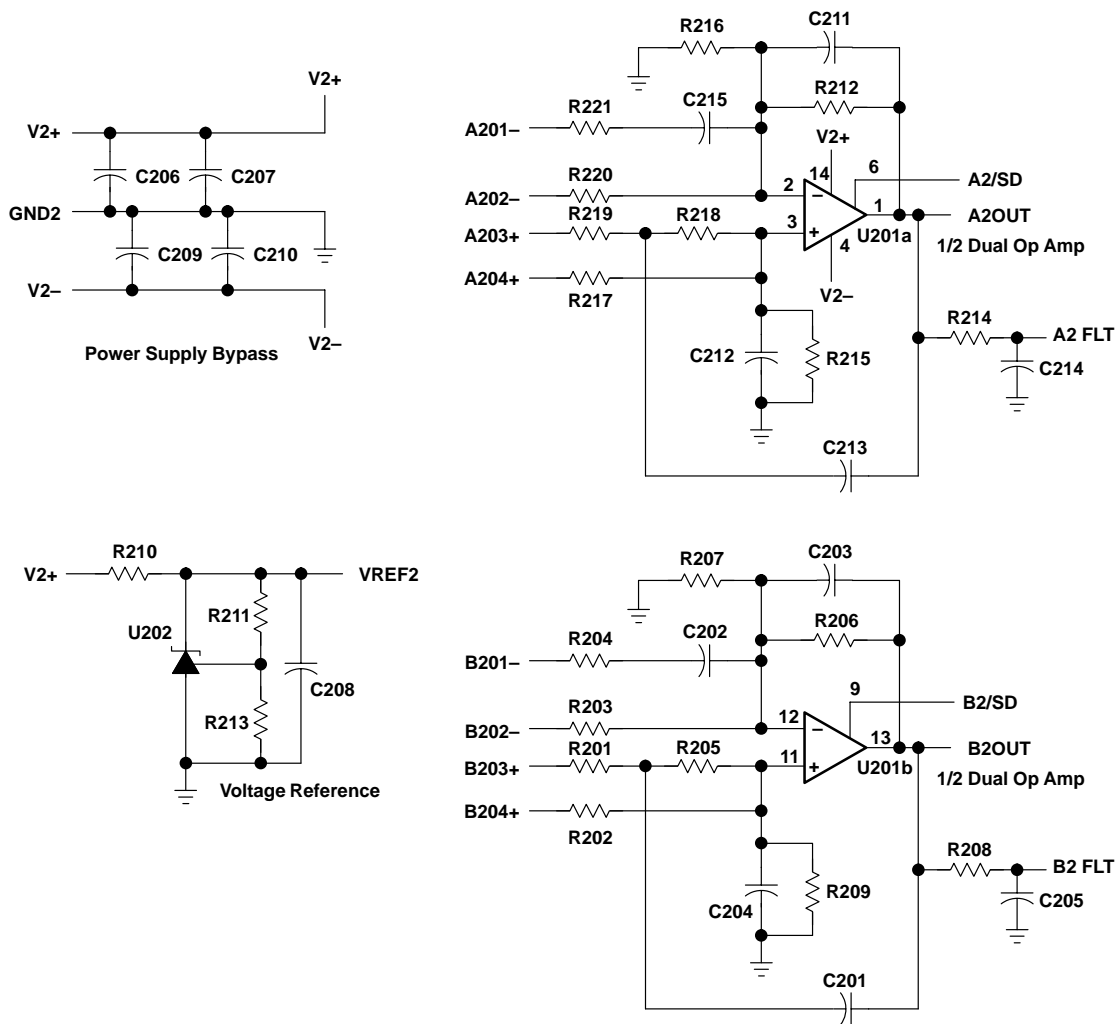 V2+
V2+
C206
C207
GND2
C209
C210
V2–
V2–
Power Supply Bypass
R216
C211
R212
R221
C215
A201–
V2+
R220
14
6
A2/SD
A202–
2
–
R219
R218
3
1
A2OUT
A203+
+
4
U201a
1/2 Dual Op Amp
A204+
R217
V2–
R214
A2 FLT
C212
R215
C214
C213
R210
V2+
VREF2
R211
U202
C208
R213
Voltage Reference
R207
C203
R206
R204
C202
B201–
9
B2/SD
R203
12
–
B202–
13
R201
R205
B2OUT
B203+
11
+
U201b
1/2 Dual Op Amp
B204+
R202
R208
B2 FLT
C204
R209
C205
C201